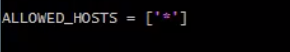 ALLOWED_HOSTS = ['*']